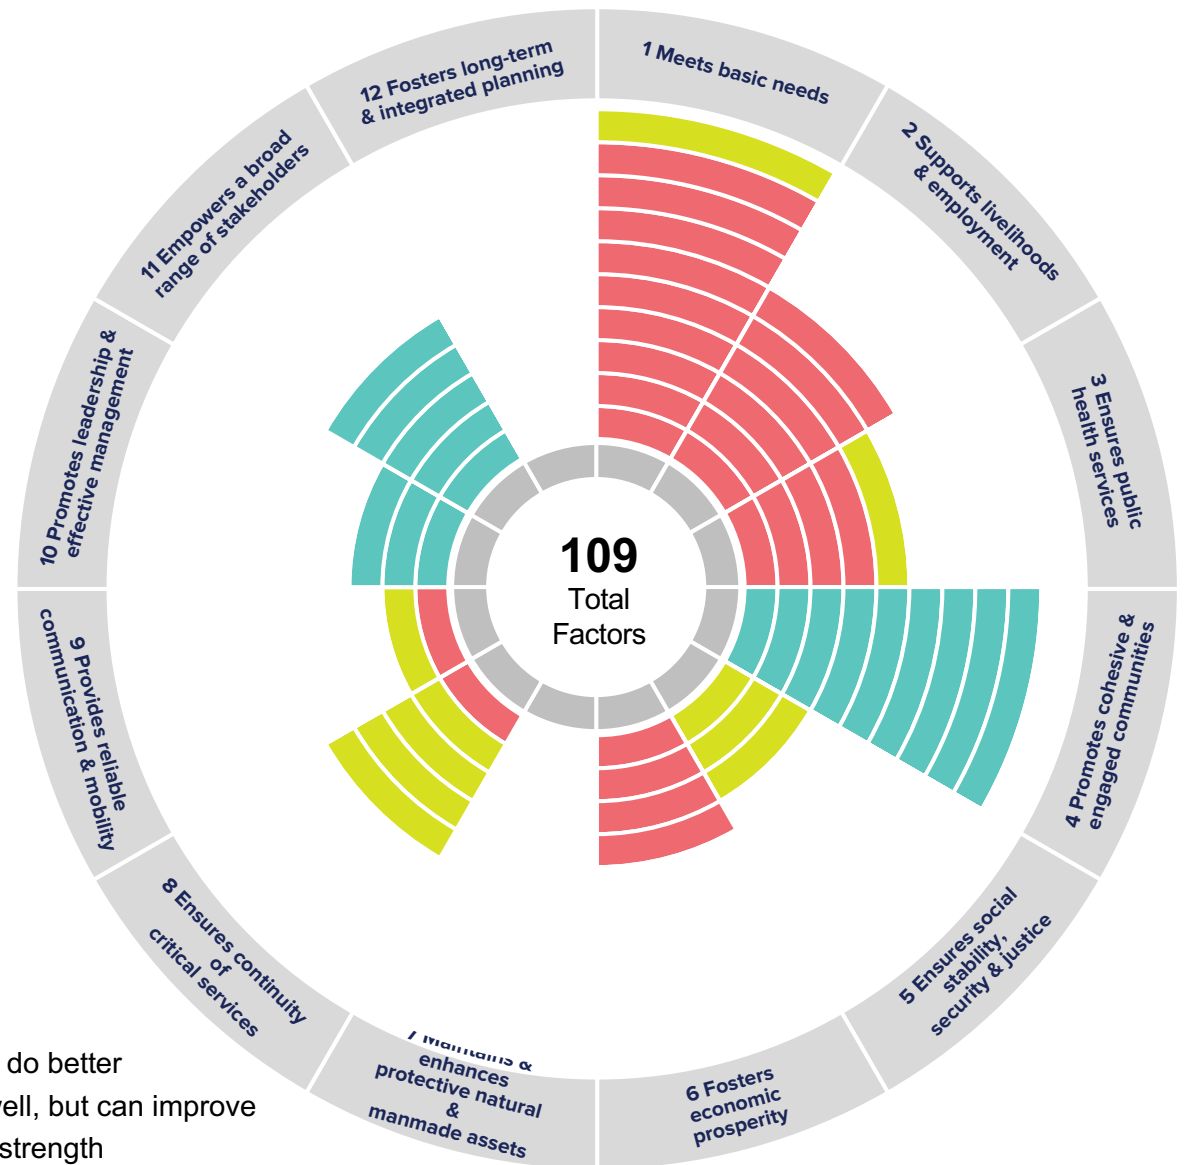 12 Fosters long-term
& integrated planning
1 Meets basic needs
2 Supports livelihoods
& employment
3 Ensures public
health services
4 Promotes cohesive &
engaged communities
5 Ensures social
stability,
security & justice
6 Fosters
economic
prosperity
7 Maintains &
enhances
protective natural
&
manmade assets
8 Ensures continuity
of
critical services
9 Provides reliable
communication & mobility
10 Promotes leadership &
effective management
11 Empowers a broad
range of stakeholders
109
Total
Factors
do better
well, but can improve
strength